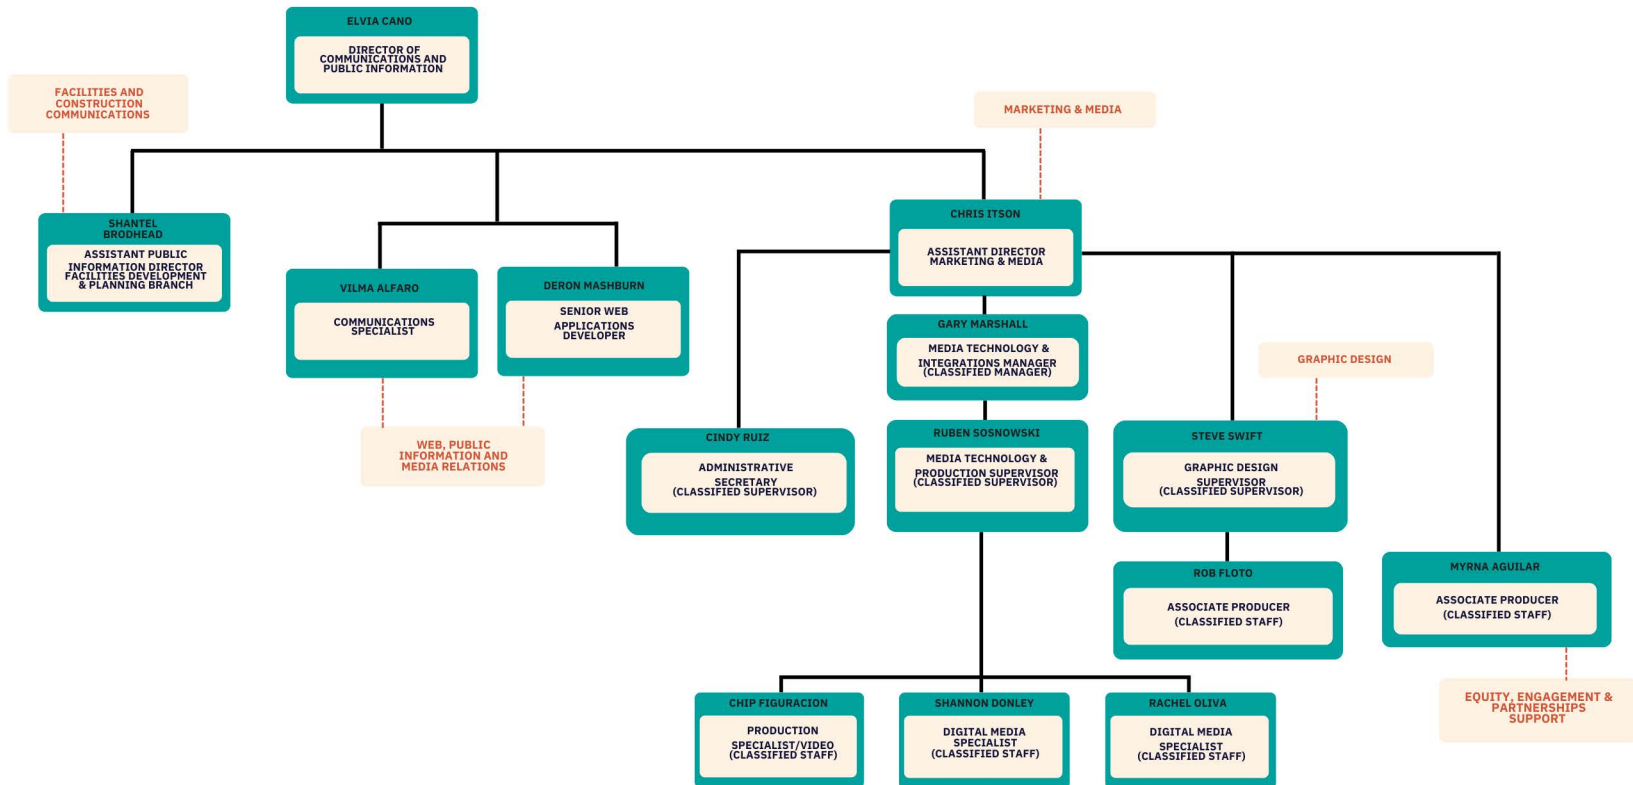 ELVIA CANO
DIRECTOR OF
COMMUNICATIONS AND
PUBLIC INFORMATION
FACILITIES AND
CONSTRUCTION
COMMUNICATIONS
MARKETING & MEDIA
SHANTEL
BRODHEAD
ASSISTANT PUBLIC
INFORMATION DIRECTOR
FACILITIES DEVELOPMENT
& PLANNING BRANCH
VILMA ALFARO
COMMUNICATIONS
SPECIALIST
DERON MASHBURN
SENIOR WEB
APPLICATIONS
DEVELOPER
WEB, PUBLIC
INFORMATION AND
MEDIA RELATIONS
CHRIS ITSON
ASSISTANT DIRECTOR
MARKETING & MEDIA
GARY MARSHALL
MEDIA TECHNOLOGY &
INTEGRATIONS MANAGER
(CLASSIFIED MANAGER)
GRAPHIC DESIGN
CINDY RUIZ
ADMINISTRATIVE
SECRETARY
(CLASSIFIED SUPERVISOR)
RUBEN SOSNOWSKI
MEDIA TECHNOLOGY &
PRODUCTION SUPERVISOR
(CLASSIFIED SUPERVISOR)
STEVE SWIFT
GRAPHIC DESIGN
SUPERVISOR
(CLASSIFIED SUPERVISOR)
ROB FLOTO
ASSOCIATE PRODUCER
(CLASSIFIED STAFF)
MYRNA AGUILAR
ASSOCIATE PRODUCER
(CLASSIFIED STAFF)
EQUITY, ENGAGEMENT &
PARTNERSHIPS
SUPPORT
CHIP FIGURACION
PRODUCTION
SPECIALIST/VIDEO
(CLASSIFIED STAFF)
SHANNON DONLEY
DIGITAL MEDIA
SPECIALIST
(CLASSIFIED STAFF)
RACHEL OLIVA
DIGITAL MEDIA
SPECIALIST
(CLASSIFIED STAFF)